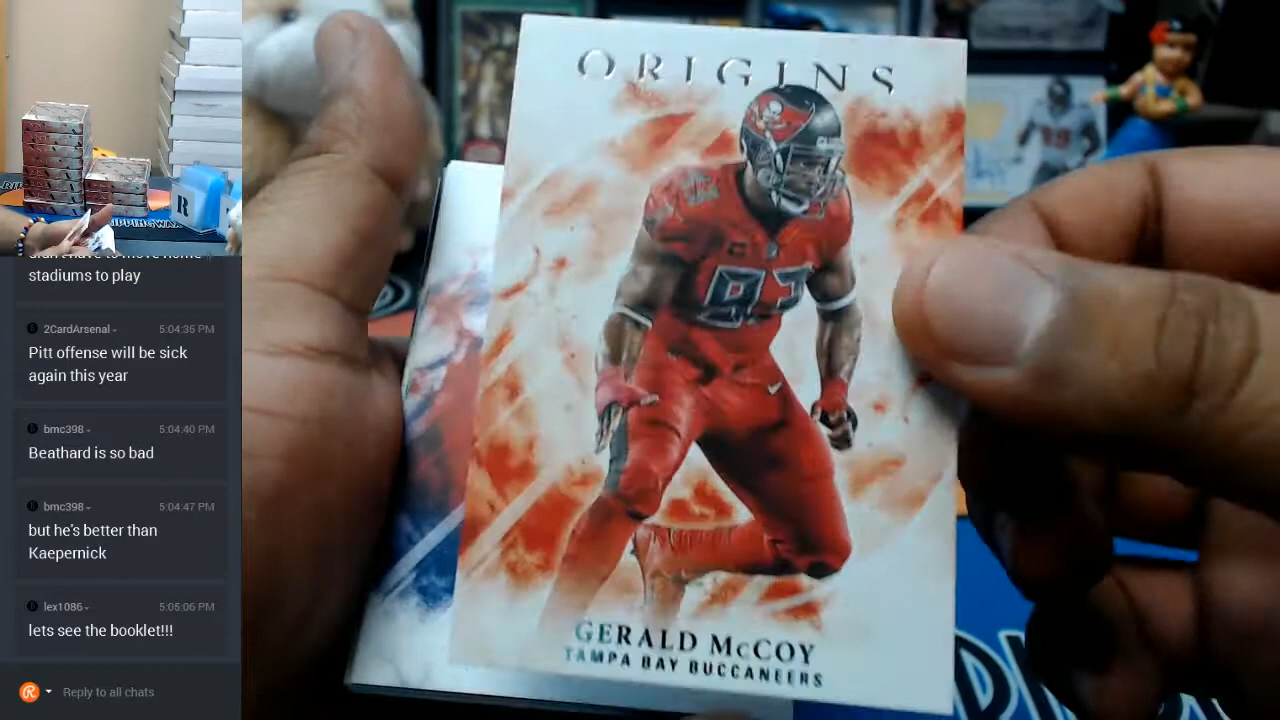 ORIGINS
93
GERALD McCOY
TAMPA BAY BUCCANEERS
stadiums to play
2CardArsenal
5:04:35 PM
Pitt offense will be sick
again this year
bmc398
5:04:40 PM
Beathard is so bad
bmc398
5:04:47 PM
but he's better than
Kaepernick
lex1086
5:05:06 PM
lets see the booklet!!!
Reply to all chats